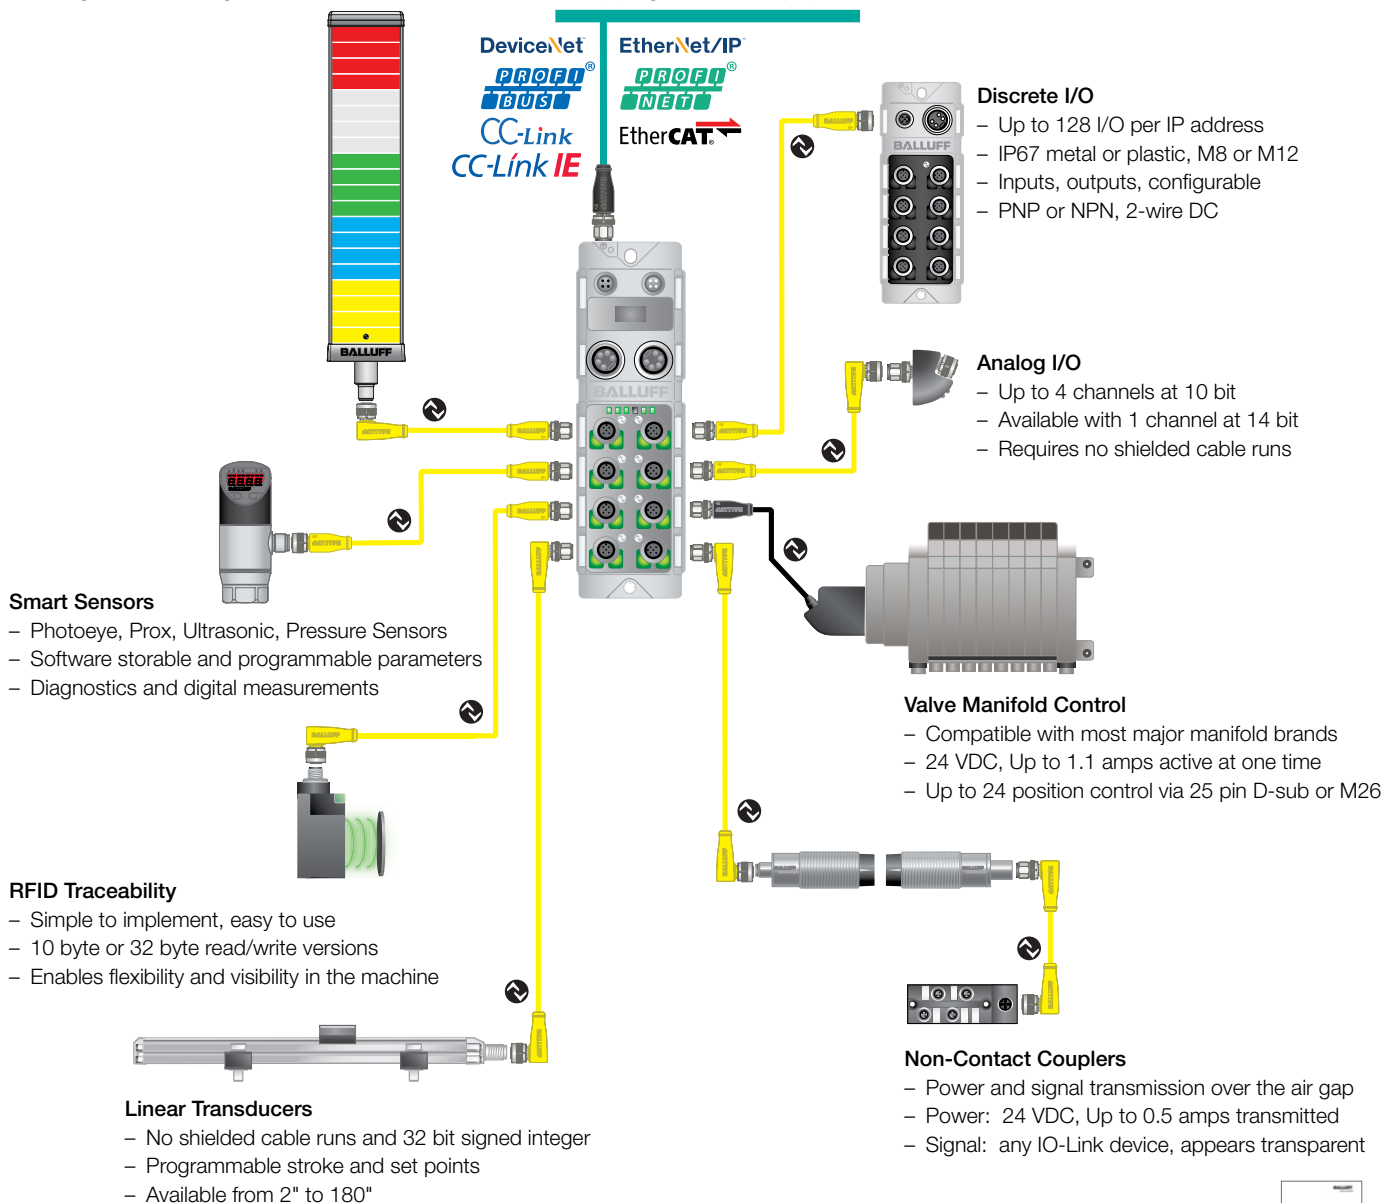 DeviceNet
EtherNet/IP
PROFI
BUS
PROFI
NET
CC-Link
EtherCAT
CC-Link IE
BALLUFF
BALLUFF
BALLUFF
Discrete I/O
– Up to 128 I/O per IP address
– IP67 metal or plastic, M8 or M12
– Inputs, outputs, configurable
– PNP or NPN, 2-wire DC
Analog I/O
– Up to 4 channels at 10 bit
– Available with 1 channel at 14 bit
– Requires no shielded cable runs
Smart Sensors
– Photoeye, Prox, Ultrasonic, Pressure Sensors
– Software storable and programmable parameters
– Diagnostics and digital measurements
Valve Manifold Control
– Compatible with most major manifold brands
– 24 VDC, Up to 1.1 amps active at one time
– Up to 24 position control via 25 pin D-sub or M26
RFID Traceability
– Simple to implement, easy to use
– 10 byte or 32 byte read/write versions
– Enables flexibility and visibility in the machine
Non-Contact Couplers
– Power and signal transmission over the air gap
– Power: 24 VDC, Up to 0.5 amps transmitted
– Signal: any IO-Link device, appears transparent
Linear Transducers
– No shielded cable runs and 32 bit signed integer
– Programmable stroke and set points
– Available from 2" to 180"